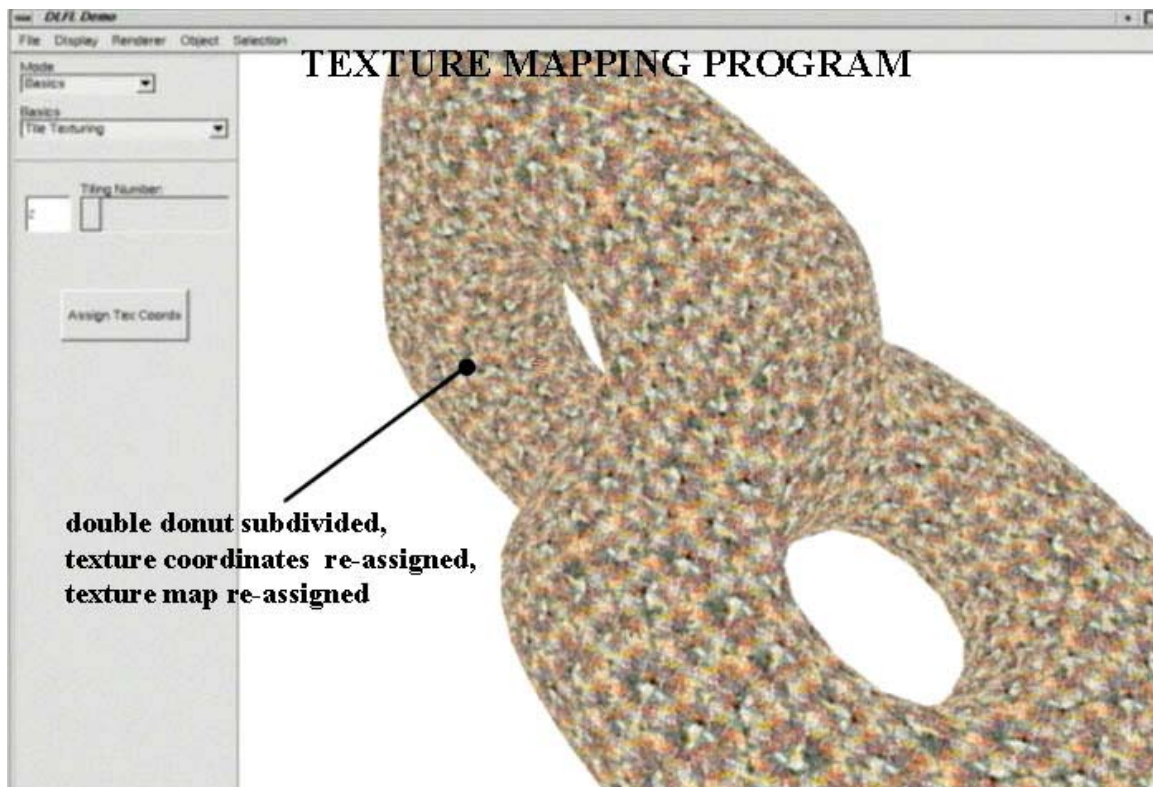 DLFL Demo
File Display Renderer Object Selection
TEXTURE MAPPING PROGRAM
Mode
Basics
Basics
Tile Texturing
Tiling Number:
2
Assign Tex Coords
double donut subdivided,
texture coordinates re-assigned,
texture map re-assigned